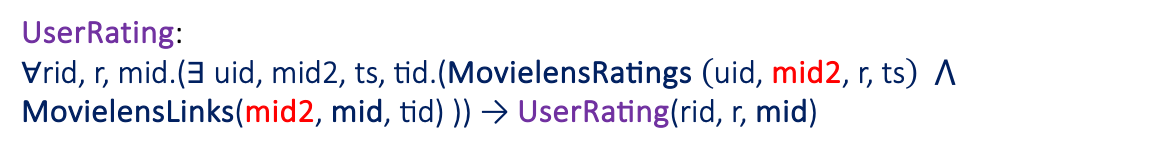 UserRating:
∀rid, r, mid.(∃ uid, mid2, ts, tid.(MovielensRatings (uid, mid2, r, ts) ∧
MovielensLinks(mid2, mid, tid) )) → UserRating(rid, r, mid)